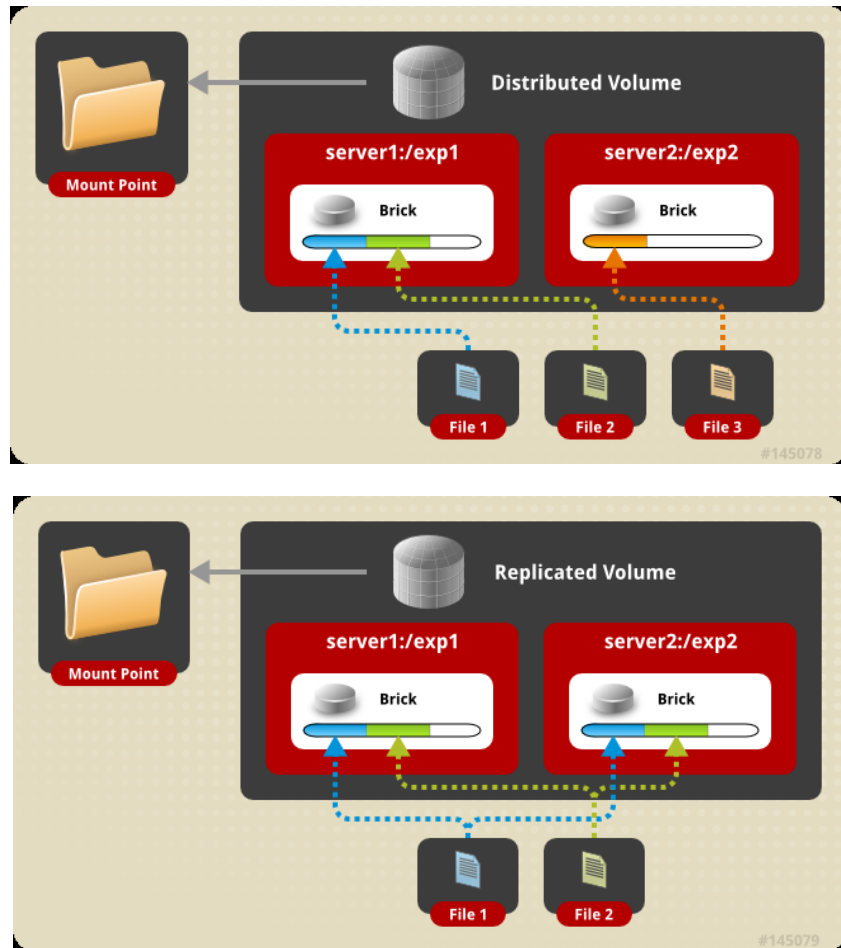 Distributed Volume
Mount Point
server1:/exp1
server2:/exp2
Brick
Brick
File 1
File 2
File 3
#145078
Replicated Volume
Mount Point
server1:/exp1
server2:/exp2
Brick
Brick
File 1
File 2
#145079